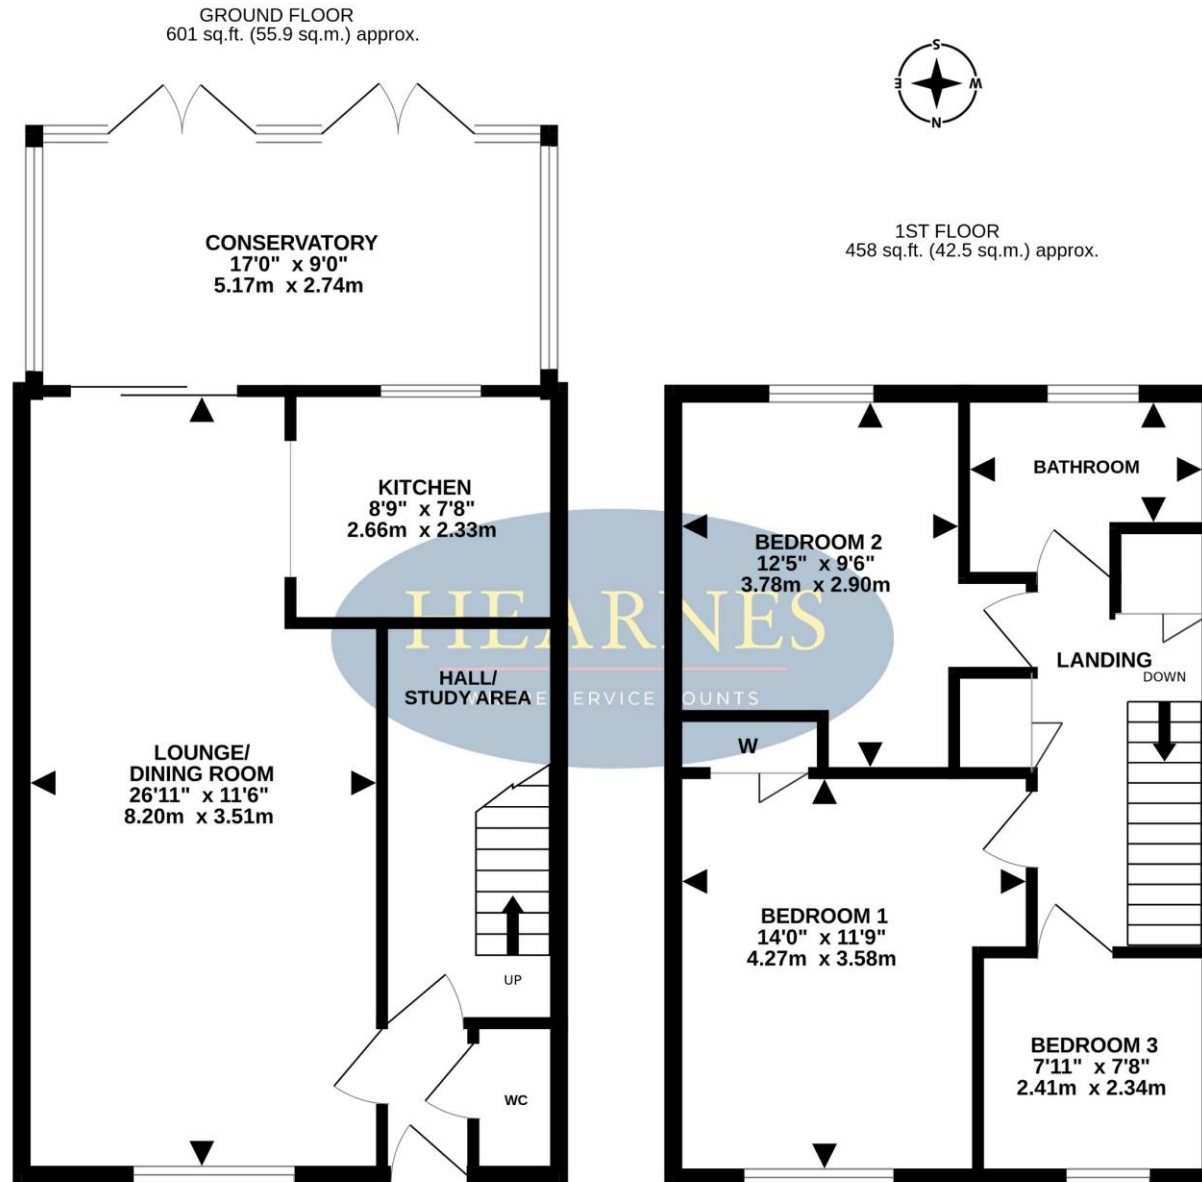 GROUND FLOOR
601 sq.ft. (55.9 sq.m.) approx.
S
E
W
N
1ST FLOOR
458 sq.ft. (42.5 sq.m.) approx.
CONSERVATORY
17'0" x 9'0"
5.17m x 2.74m
KITCHEN
8'9" x 7'8"
2.66m x 2.33m
HALL/
STUDY AREA
LOUNGE/
DINING ROOM
26'11" x 11'6"
8.20m x 3.51m
UP
WC
BATHROOM
BEDROOM 2
12'5" x 9'6"
3.78m x 2.90m
LANDING
DOWN
W
BEDROOM 1
14'0" x 11'9"
4.27m x 3.58m
BEDROOM 3
7'11" x 7'8"
2.41m x 2.34m
HEARNES
SERVICE